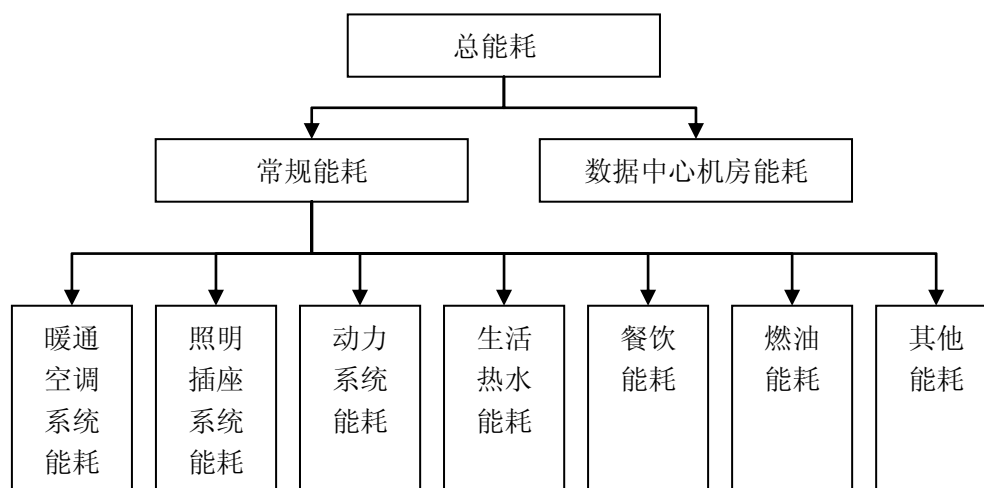 总能耗
常规能耗
数据中心机房能耗
暖通
空调
系统
能耗
照明
插座
系统
能耗
动力
系统
能耗
生活
热水
能耗
餐饮
能耗
燃油
能耗
其他
能耗